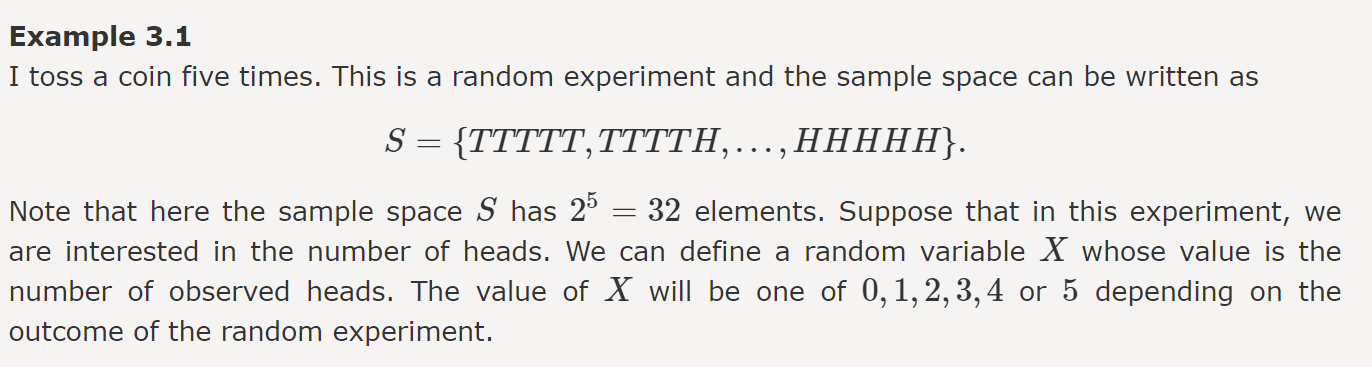 Example 3.1
I toss a coin five times. This is a random experiment and the sample space can be written as
S = {TTTTT, TTTTH, . . . , HHHHH}.
Note that here the sample space S has 2⁵ = 32 elements. Suppose that in this experiment, we
are interested in the number of heads. We can define a random variable X whose value is the
number of observed heads. The value of X will be one of 0, 1, 2, 3, 4 or 5 depending on the
outcome of the random experiment.